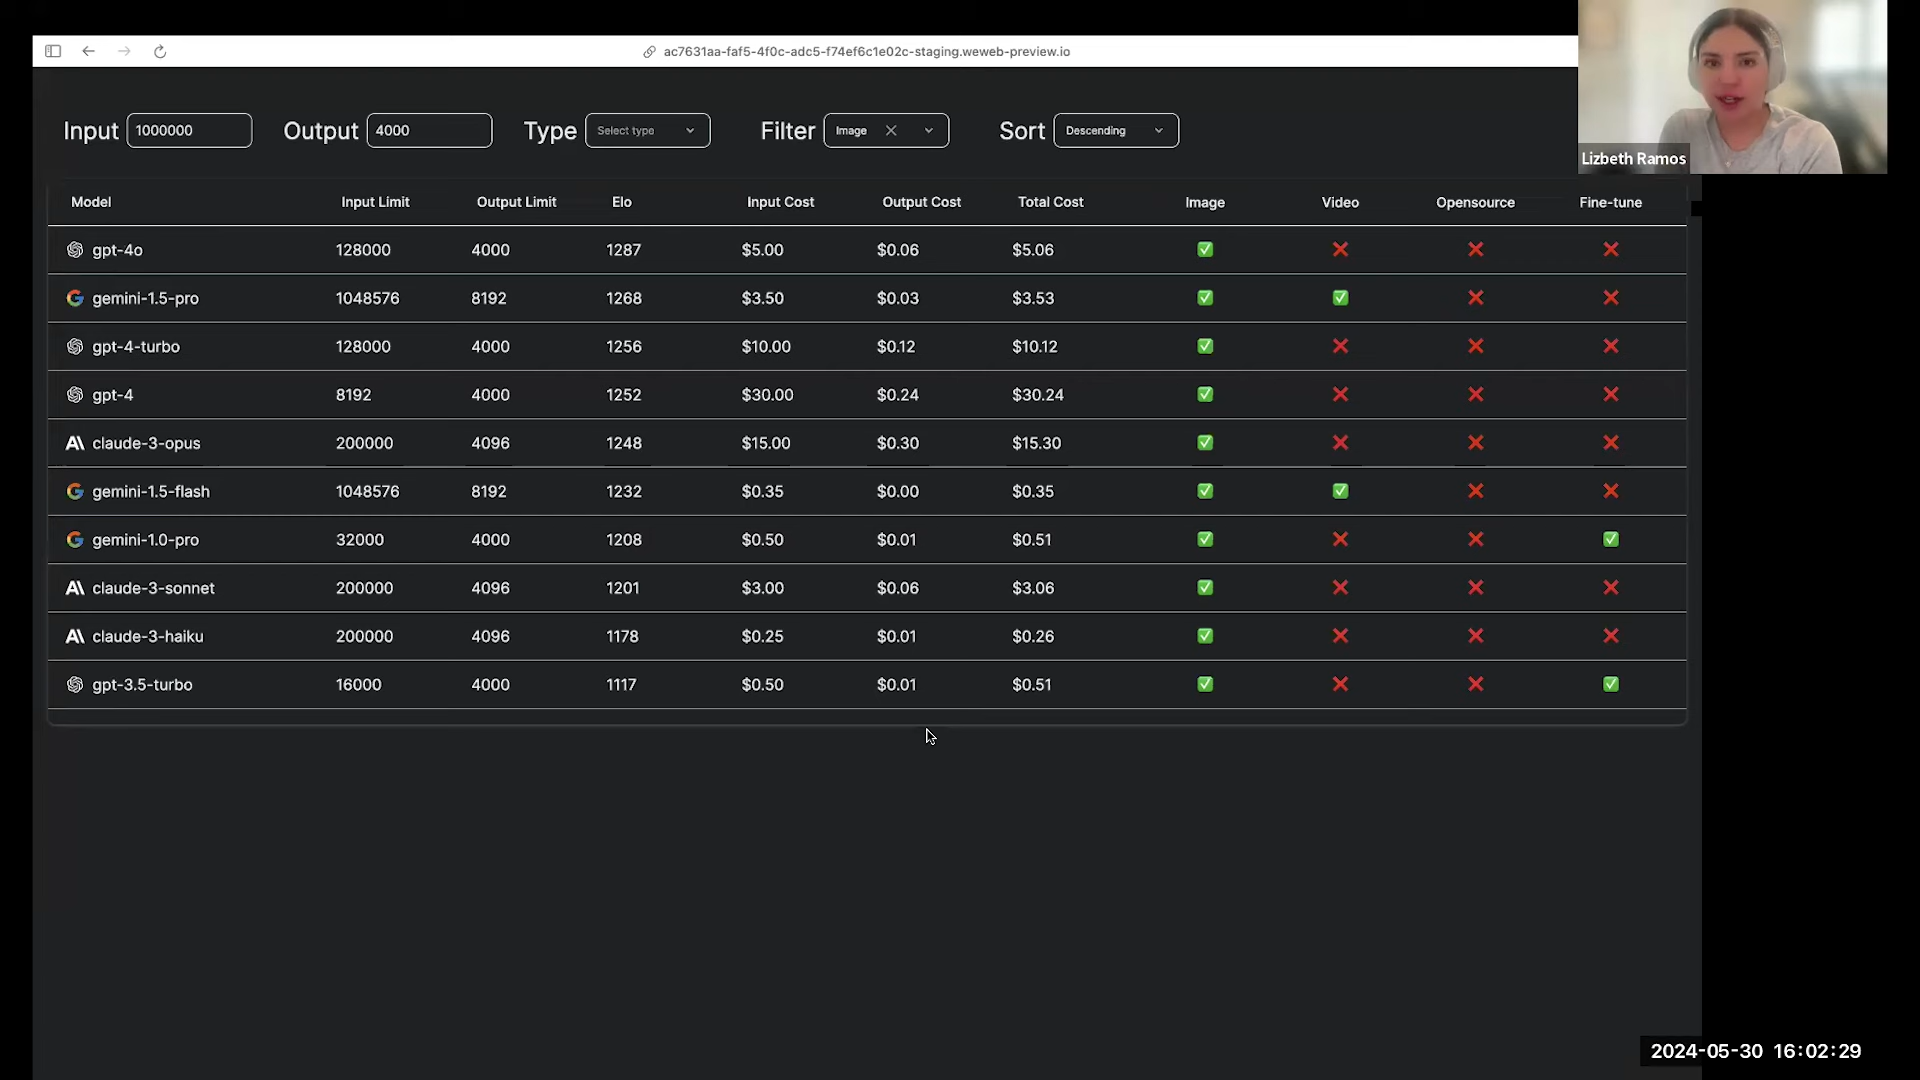 ac7631aa-faf5-4f0c-adc5-f74ef6c1e02c-staging.weweb-preview.io
Input 1000000 Output 4000 Type Select type Filter Image Sort Descending
Lizbeth Ramos
Model Input Limit Output Limit Elo Input Cost Output Cost Total Cost Image Video Opensource Fine-tune
gpt-4o 128000 4000 1287 $5.00 $0.06 $5.06
gemini-1.5-pro 1048576 8192 1268 $3.50 $0.03 $3.53
gpt-4-turbo 128000 4000 1256 $10.00 $0.12 $10.12
gpt-4 8192 4000 1252 $30.00 $0.24 $30.24
claude-3-opus 200000 4096 1248 $15.00 $0.30 $15.30
gemini-1.5-flash 1048576 8192 1232 $0.35 $0.00 $0.35
gemini-1.0-pro 32000 4000 1208 $0.50 $0.01 $0.51
claude-3-sonnet 200000 4096 1201 $3.00 $0.06 $3.06
claude-3-haiku 200000 4096 1178 $0.25 $0.01 $0.26
gpt-3.5-turbo 16000 4000 1117 $0.50 $0.01 $0.51
2024-05-30 16:02:29